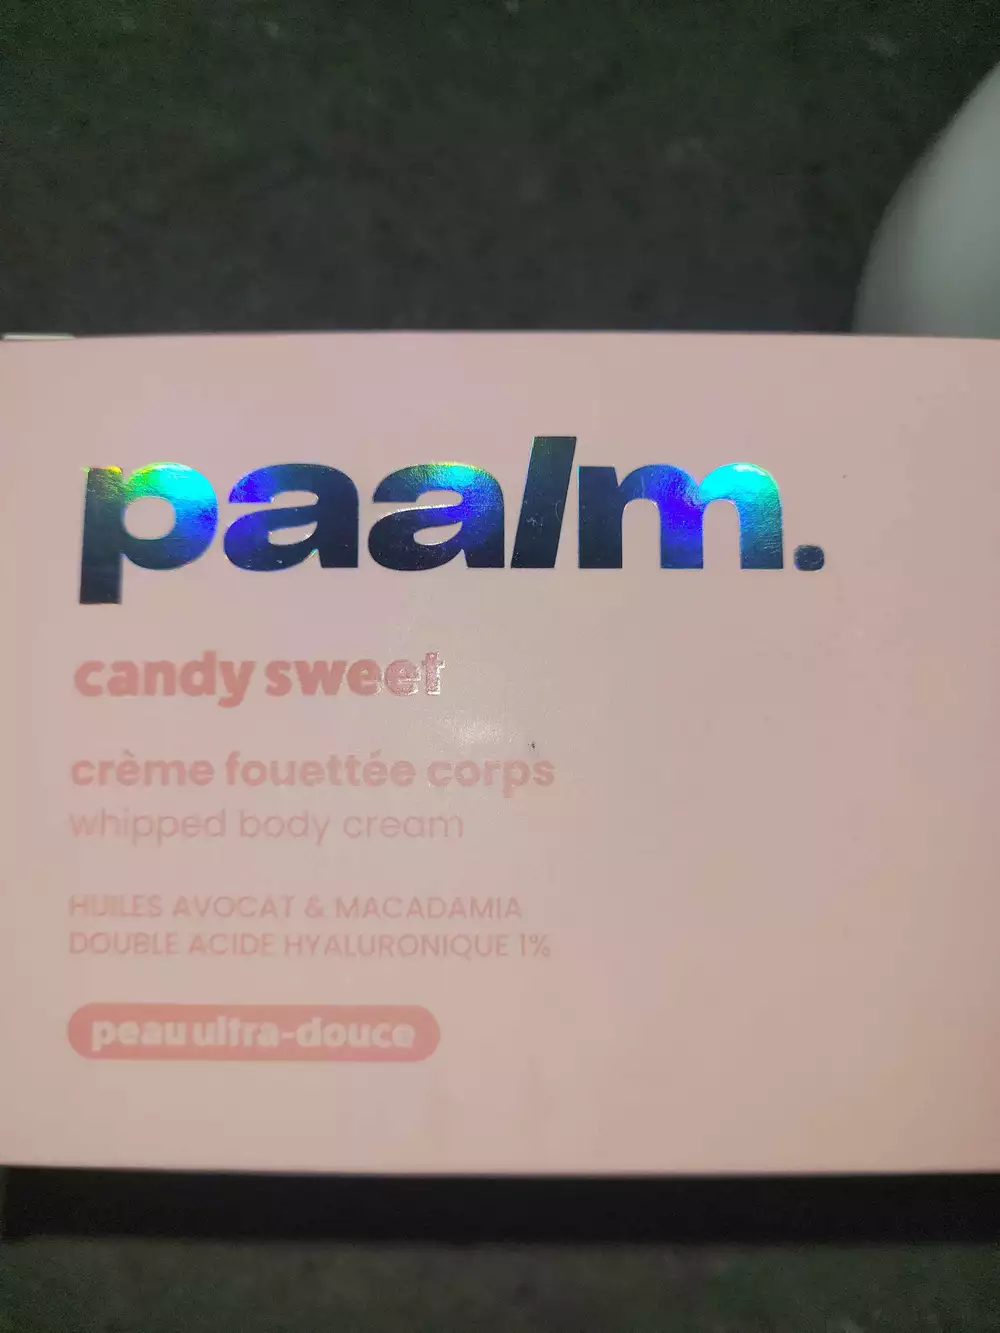 paalm.
candy sweet
crème fouettée corps
whipped body cream
HUILES AVOCAT & MACADAMIA
DOUBLE ACIDE HYALURONIQUE 1%
peau ultra-douce